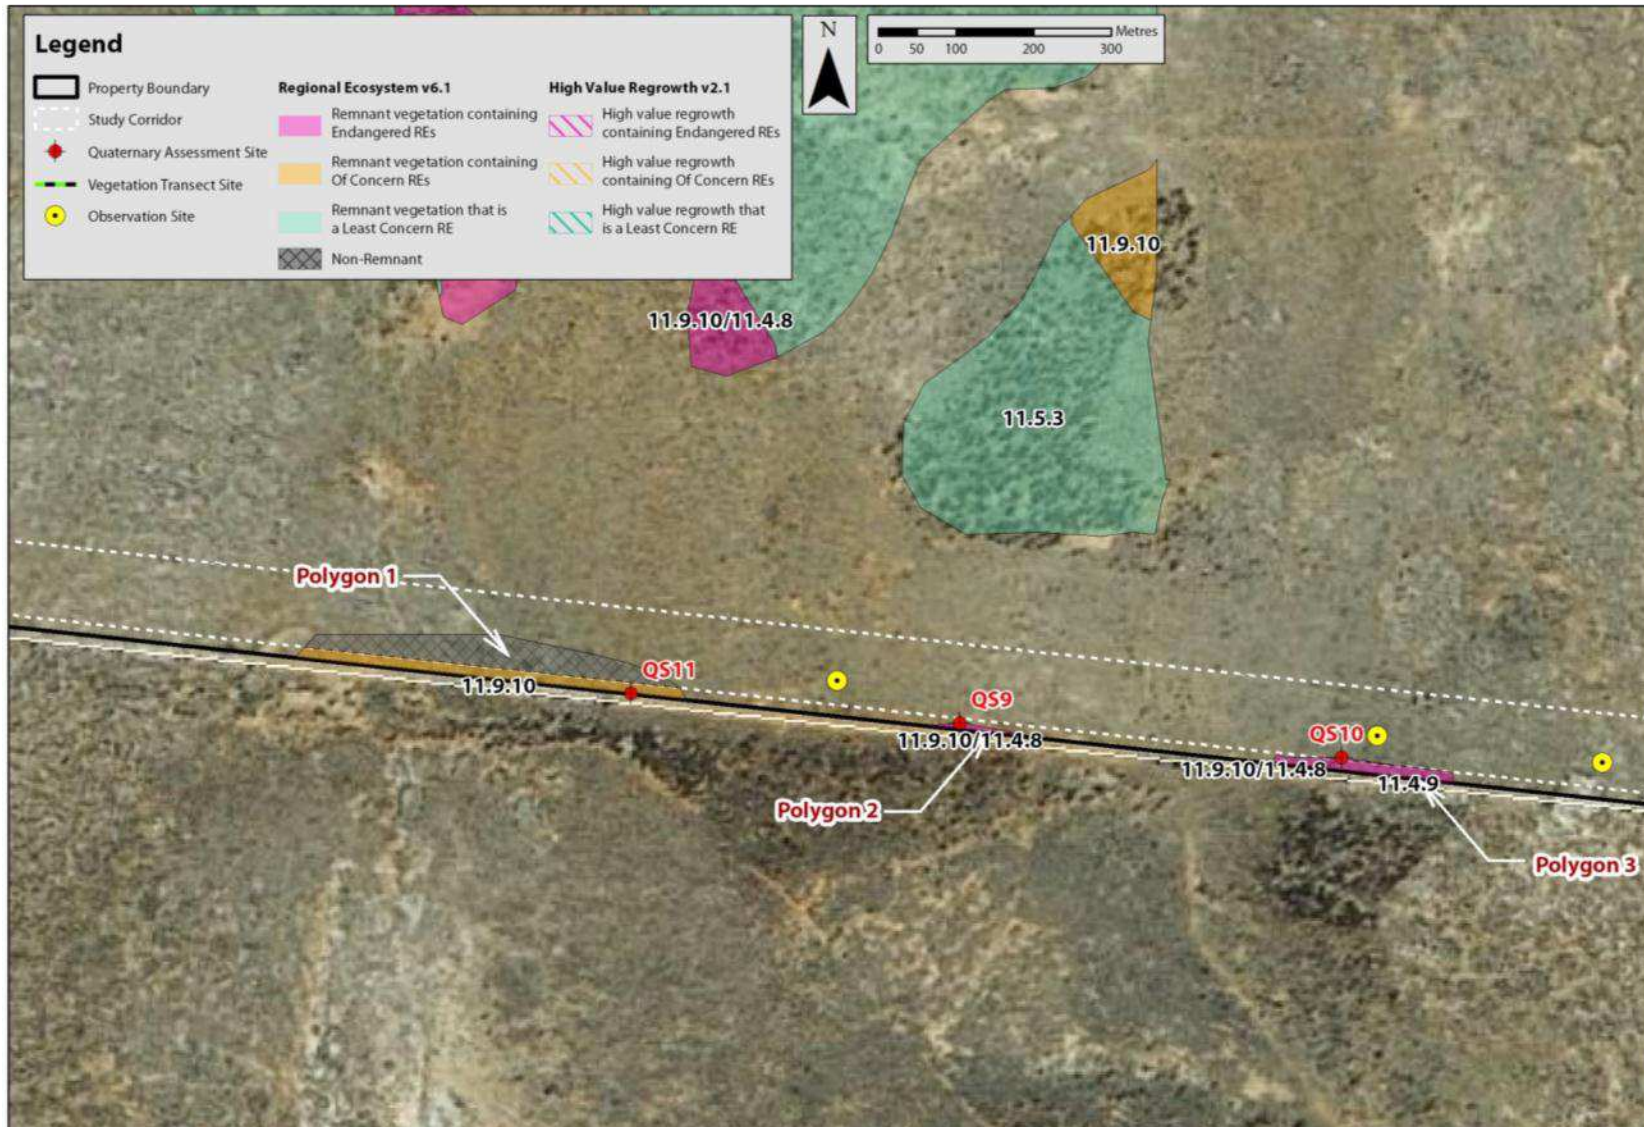 Legend
Property Boundary
Study Corridor
Quaternary Assessment Site
Vegetation Transect Site
Observation Site
Regional Ecosystem v6.1
Remnant vegetation containing
Endangered REs
Remnant vegetation containing
Of Concern REs
Remnant vegetation that is
a Least Concern RE
Non-Remnant
High Value Regrowth v2.1
High value regrowth
containing Endangered REs
High value regrowth
containing Of Concern REs
High value regrowth that
is a Least Concern RE
N
Metres
0 50 100 200 300
11.9.10
11.9.10/11.4.8
11.5.3
Polygon 1
QS11
11.9.10
QS9
11.9.10/11.4.8
QS10
11.9.10/11.4.8
11.4.9
Polygon 2
Polygon 3